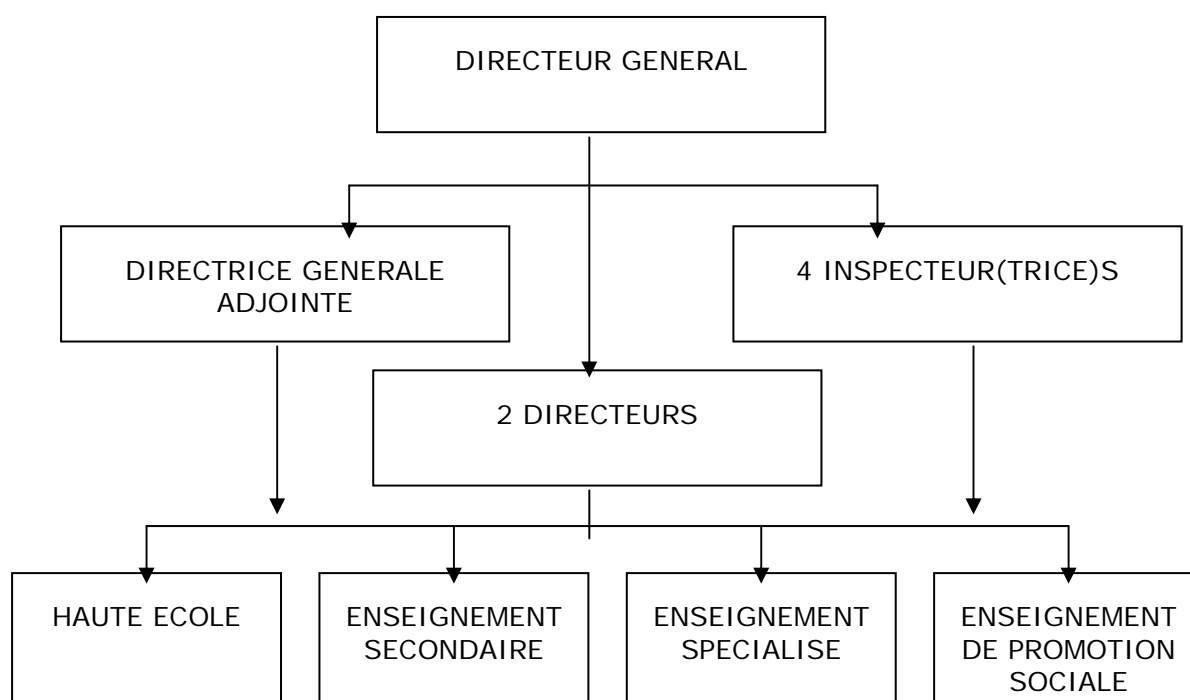 DIRECTEUR GENERAL
DIRECTRICE GENERALE
ADJOINTE
4 INSPECTEUR(TRICE)S
2 DIRECTEURS
HAUTE ECOLE
ENSEIGNEMENT
SECONDAIRE
ENSEIGNEMENT
SPECIALISE
ENSEIGNEMENT
DE PROMOTION
SOCIALE